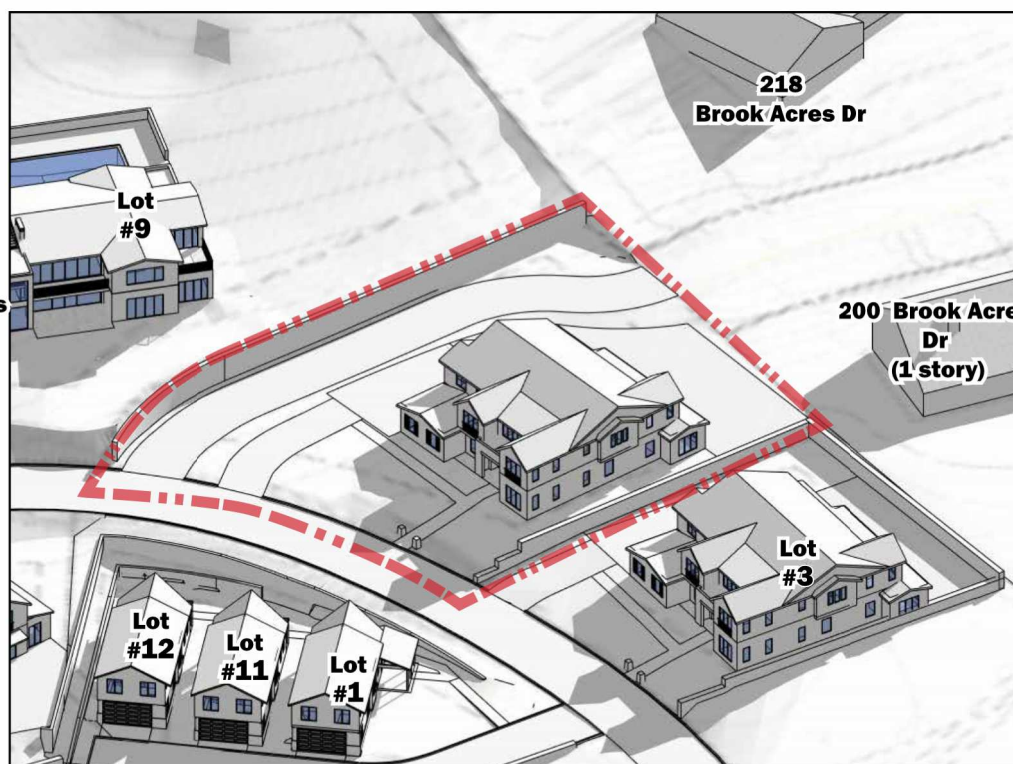 218
Brook Acres Dr
Lot
#9
s
200 Brook Acre
Dr
(1 story)
Lot
#3
Lot
#12
Lot
#11
Lot
#1